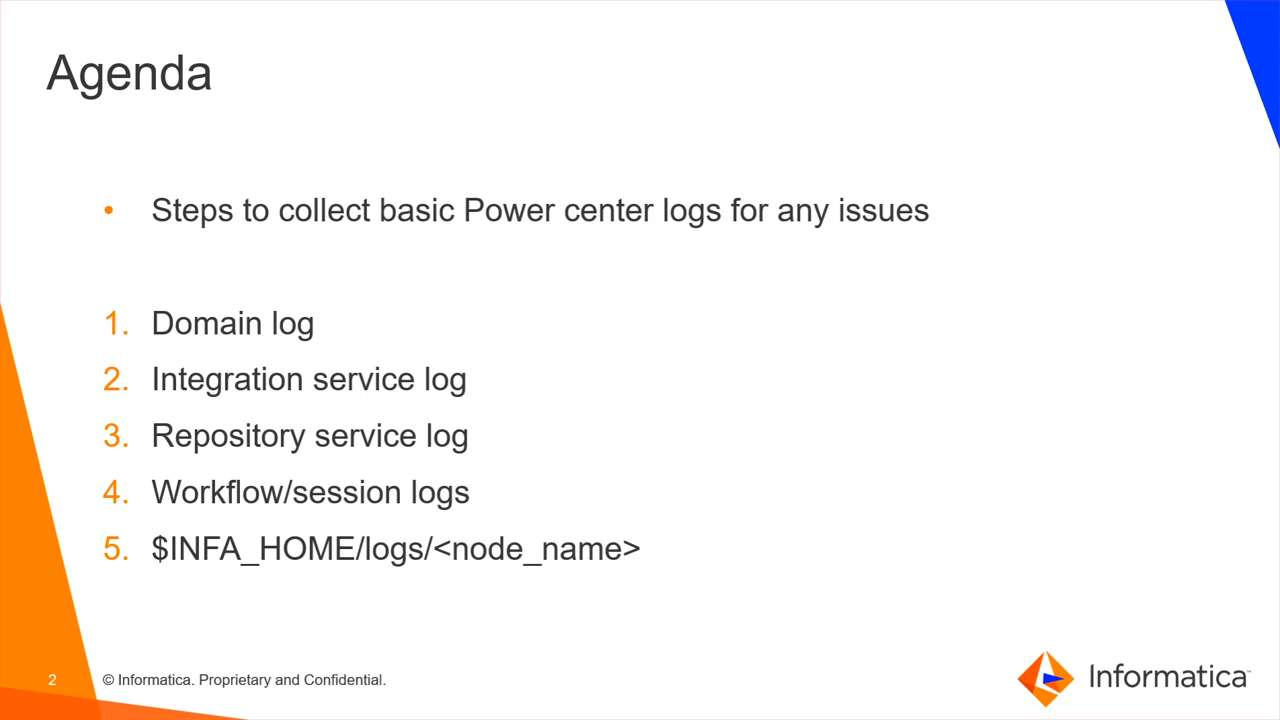 Agenda
• Steps to collect basic Power center logs for any issues
1. Domain log
2. Integration service log
3. Repository service log
4. Workflow/session logs
5. $INFA_HOME/logs/<node_name>
2 © Informatica. Proprietary and Confidential.
Informatica™